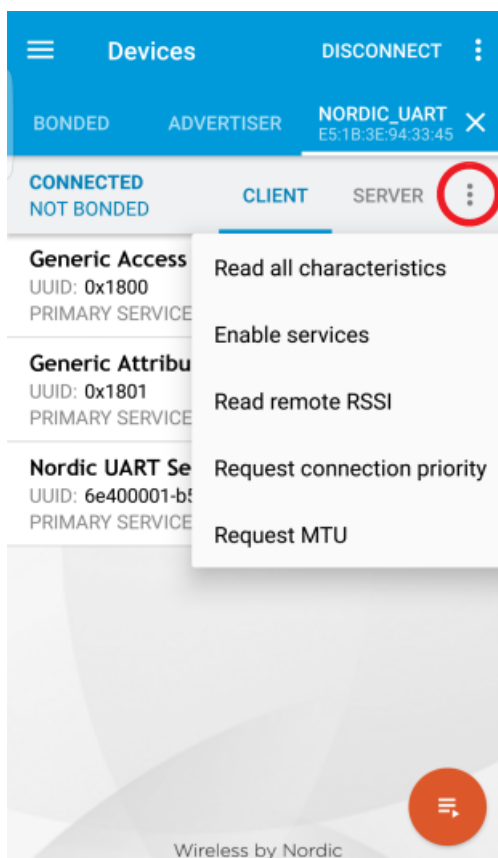 Devices DISCONNECT
BONDED ADVERTISER NORDIC_UART
E5:1B:3E:94:33:45
CONNECTED
NOT BONDED
CLIENT SERVER
Generic Access
UUID: 0x1800
PRIMARY SERVICE
Generic Attribu
UUID: 0x1801
PRIMARY SERVICE
Nordic UART Se
UUID: 6e400001-b5
PRIMARY SERVICE
Read all characteristics
Enable services
Read remote RSSI
Request connection priority
Request MTU
Wireless by Nordic